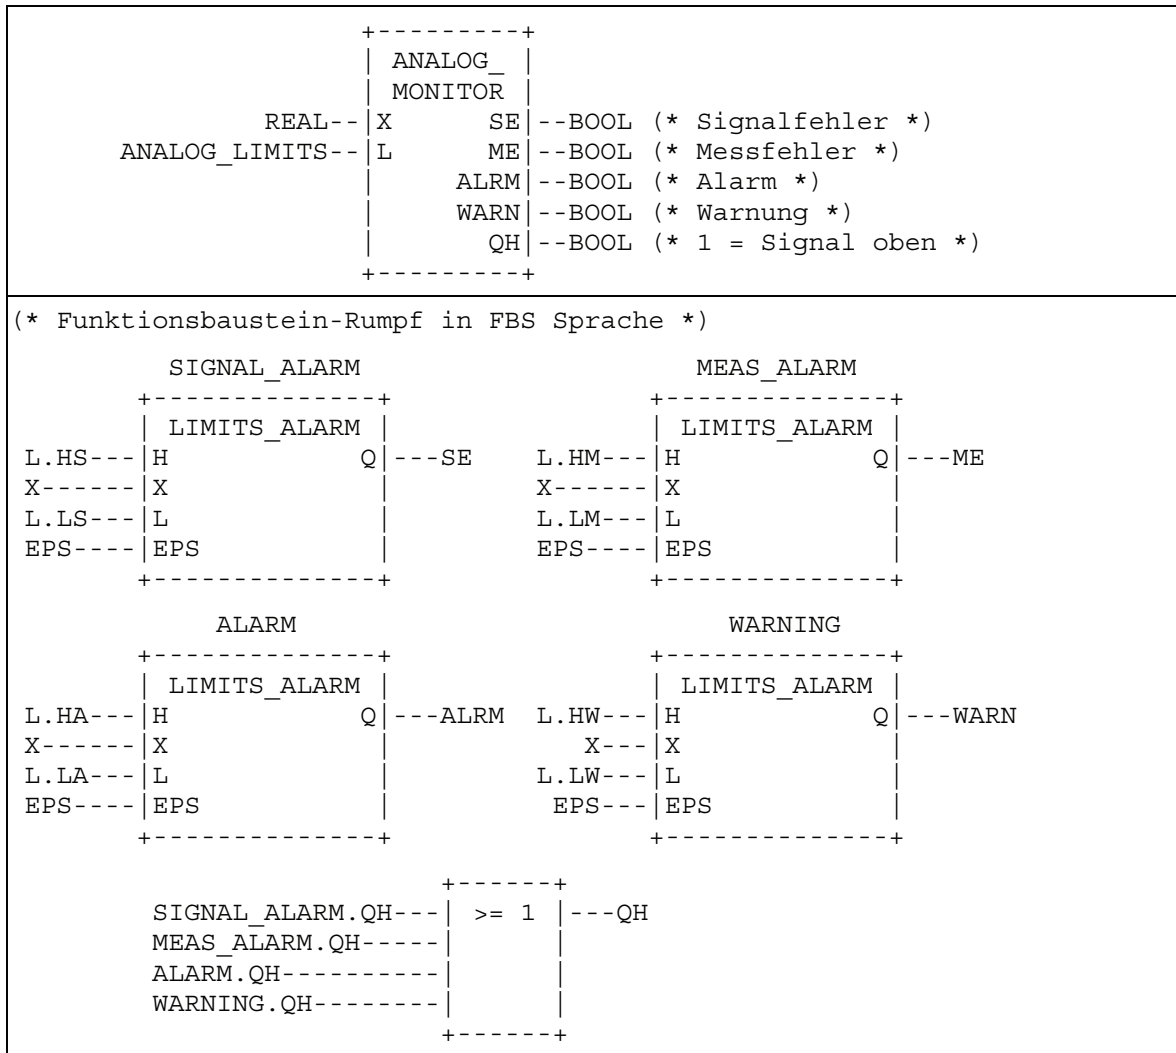 +---------+
| ANALOG_ |
| MONITOR |
REAL--|X SE|--BOOL (* Signalfehler *)
ANALOG_LIMITS--|L ME|--BOOL (* Messfehler *)
| ALRM|--BOOL (* Alarm *)
| WARN|--BOOL (* Warnung *)
| QH|--BOOL (* 1 = Signal oben *)
+---------+
(* Funktionsbaustein-Rumpf in FBS Sprache *)
SIGNAL_ALARM MEAS_ALARM
+--------------+ +--------------+
| LIMITS_ALARM | | LIMITS_ALARM |
L.HS---|H Q|---SE L.HM---|H Q|---ME
X------|X | X------|X |
L.LS---|L | L.LM---|L |
EPS----|EPS | EPS----|EPS |
+--------------+ +--------------+
ALARM WARNING
+--------------+ +--------------+
| LIMITS_ALARM | | LIMITS_ALARM |
L.HA---|H Q|---ALRM L.HW---|H Q|---WARN
X------|X | X---|X |
L.LA---|L | L.LW---|L |
EPS----|EPS | EPS---|EPS |
+--------------+ +--------------+
+------+
SIGNAL_ALARM.QH---| >= 1 |---QH
MEAS_ALARM.QH-----| |
ALARM.QH----------| |
WARNING.QH--------| |
+------+